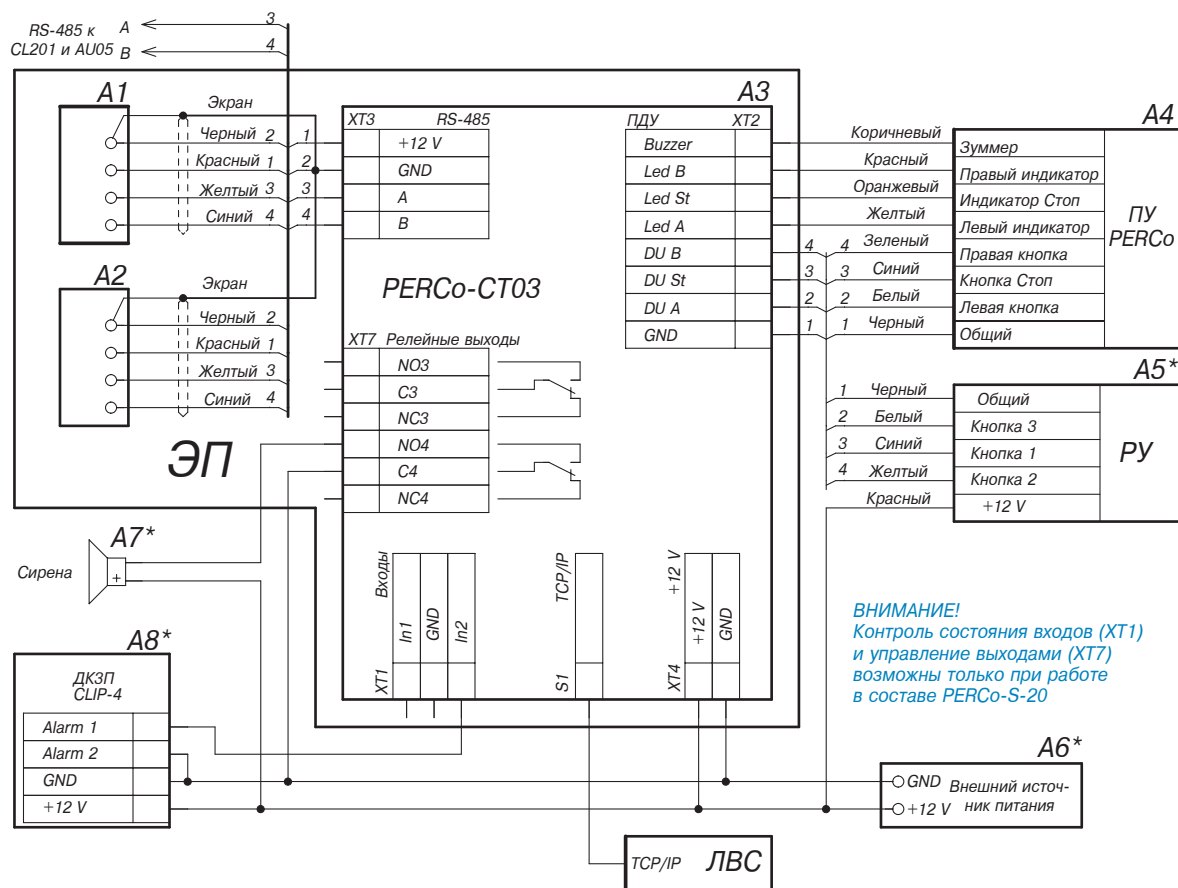 RS-485 к
CL201 и AU05
A
B
3
4
A1
Экран
Черный 2 1
Красный 1 2
Желтый 3 3
Синий 4 4
A2
Экран
Черный 2
Красный 1
Желтый 3
Синий 4
ЭП
A3
XT3 RS-485
+12 V
GND
A
B
PERCo-CT03
XT7 Релейные выходы
NO3
C3
NC3
NO4
C4
NC4
ПДУ XT2
Buzzer
Led B
Led St
Led A
DU B
DU St
DU A
GND
Коричневый
Красный
Оранжевый
Желтый
4 4 Зеленый
3 3 Синий
2 2 Белый
1 1 Черный
A4
Зуммер
Правый индикатор
Индикатор Стоп
Левый индикатор
Правая кнопка
Кнопка Стоп
Левая кнопка
Общий
ПУ
PERCo
A5*
1 Черный
2 Белый
3 Синий
4 Желтый
Красный
Общий
Кнопка 3
Кнопка 1
Кнопка 2
+12 V
РУ
A7*
Сирена
+
XT1
Входы
In1
GND
In2
S1
TCP/IP
XT4
+12 V
+12 V
GND
ВНИМАНИЕ!
Контроль состояния входов (XT1)
и управление выходами (XT7)
возможны только при работе
в составе PERCo-S-20
A8*
ДКЗП
CLIP-4
Alarm 1
Alarm 2
GND
+12 V
A6*
GND
+12 V
Внешний источ-
ник питания
TCP/IP ЛВС